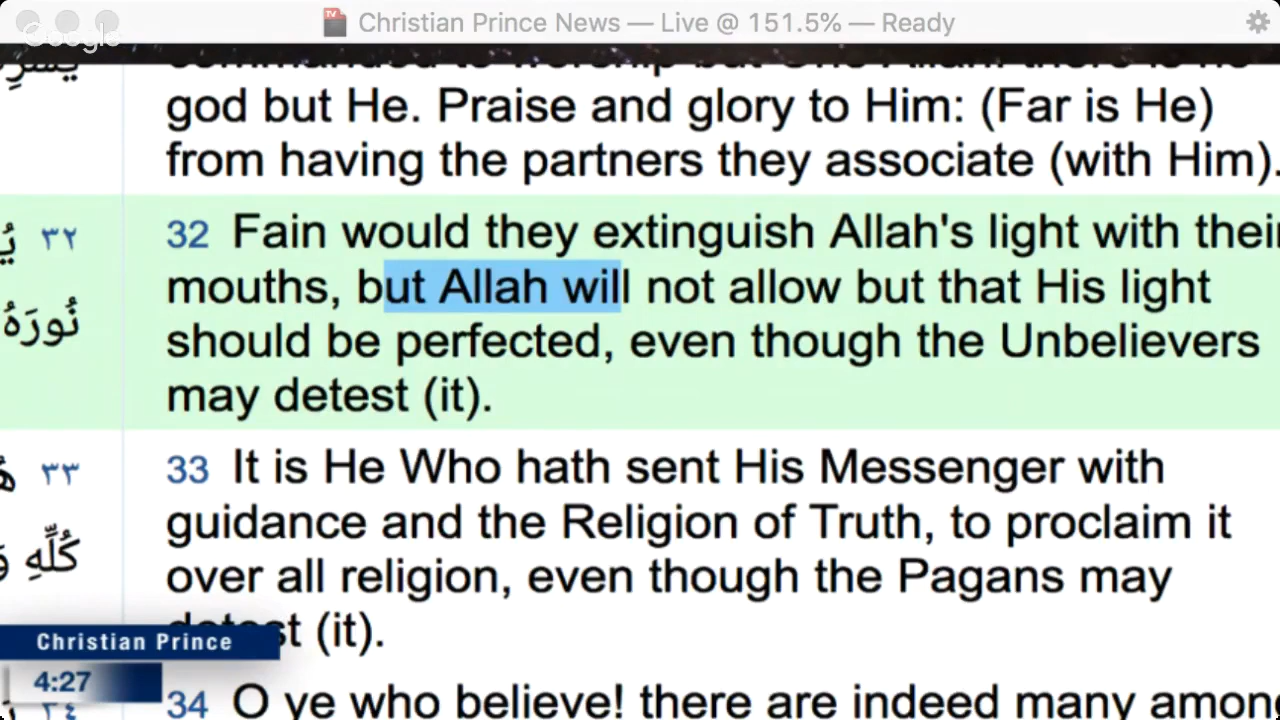 Christian Prince News — Live @ 151.5% — Ready
Google
god but He. Praise and glory to Him: (Far is He)
from having the partners they associate (with Him).
٣٢
32 Fain would they extinguish Allah's light with their
mouths, but Allah will not allow but that His light
نُورَهُ
should be perfected, even though the Unbelievers
may detest (it).
٣٣
33 It is He Who hath sent His Messenger with
guidance and the Religion of Truth, to proclaim it
كُلِّهِ
over all religion, even though the Pagans may
detest (it).
Christian Prince
4:27
٣٤
34 O ye who believe! there are indeed many among